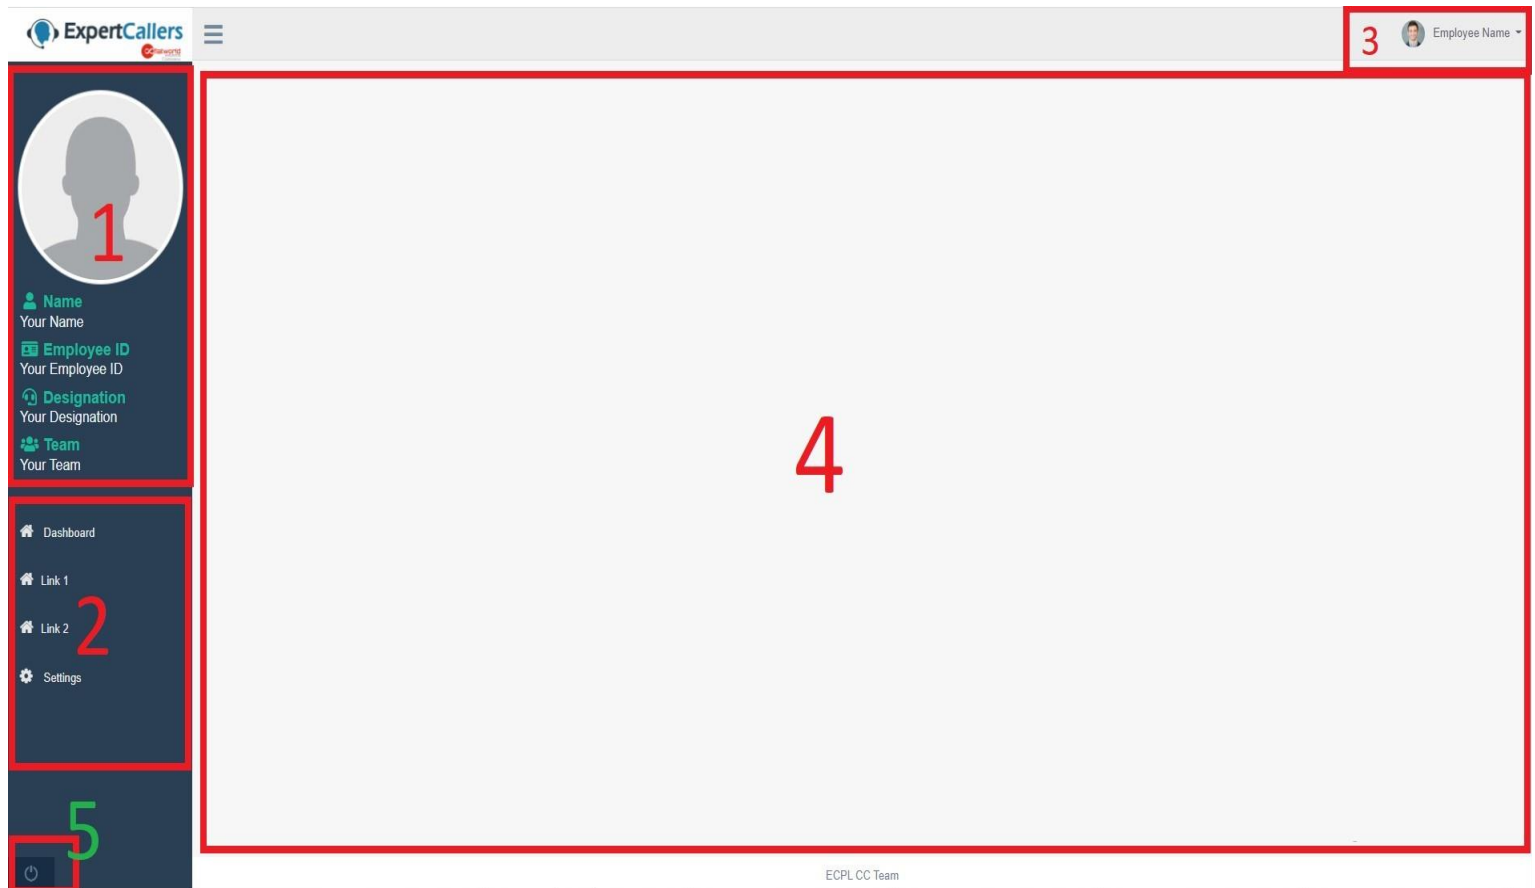 ExpertCallers
3
Employee Name
1
Name
Your Name
Employee ID
Your Employee ID
Designation
Your Designation
Team
Your Team
4
Dashboard
Link 1
Link 2
2
Settings
5
ECPL CC Team